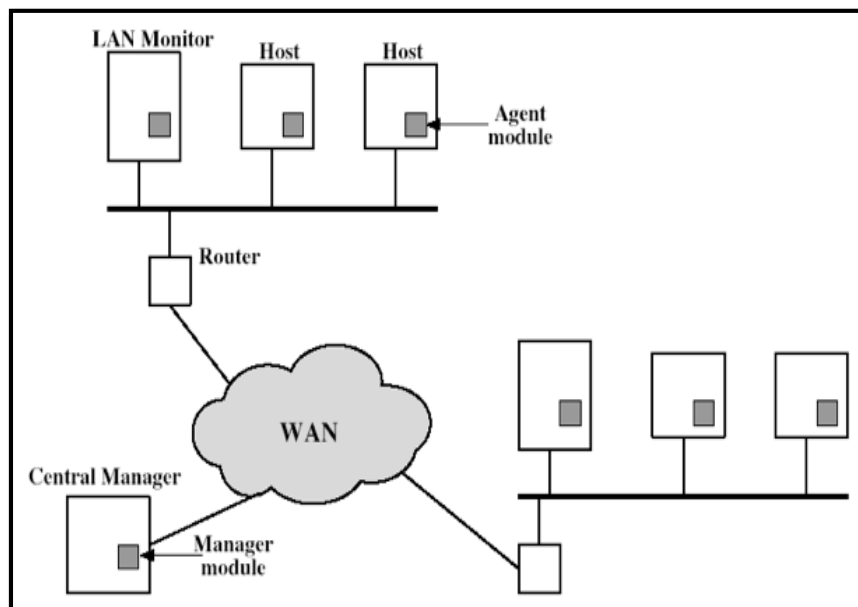 LAN Monitor
Host
Host
Agent
module
Router
WAN
Central Manager
Manager
module